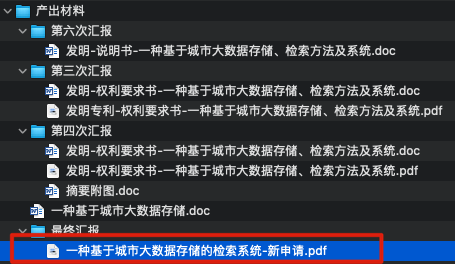 产出材料
第六次汇报
发明-说明书-一种基于城市大数据存储、检索方法及系统.doc
第三次汇报
发明-权利要求书-一种基于城市大数据存储、检索方法及系统.doc
发明专利-权利要求书-一种基于城市大数据存储、检索方法及系统.pdf
第四次汇报
发明-权利要求书-一种基于城市大数据存储、检索方法及系统.doc
发明-权利要求书-一种基于城市大数据存储、检索方法及系统.pdf
摘要附图.doc
一种基于城市大数据存储.doc
最终汇报
一种基于城市大数据存储的检索系统-新申请.pdf